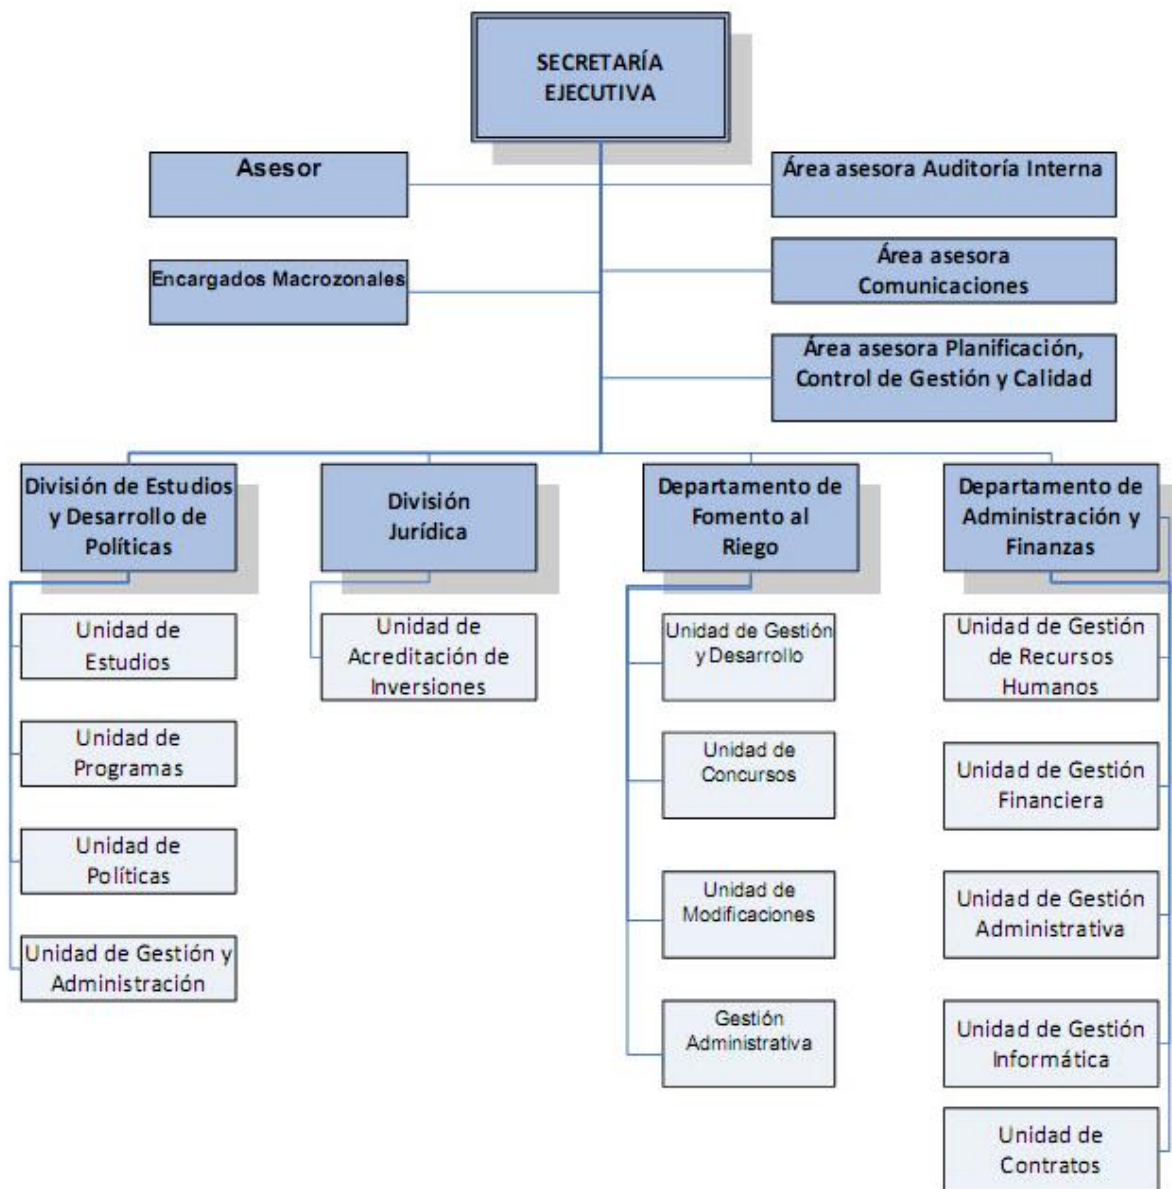 SECRETARÍA
EJECUTIVA
Asesor
Área asesora Auditoría Interna
Encargados Macrozonales
Área asesora
Comunicaciones
Área asesora Planificación,
Control de Gestión y Calidad
División de Estudios
y Desarrollo de
Políticas
División
Jurídica
Departamento de
Fomento al
Riego
Departamento de
Administración y
Finanzas
Unidad de
Estudios
Unidad de
Programas
Unidad de
Políticas
Unidad de Gestión y
Administración
Unidad de
Acreditación de
Inversiones
Unidad de Gestión
y Desarrollo
Unidad de
Concursos
Unidad de
Modificaciones
Gestión
Administrativa
Unidad de Gestión
de Recursos
Humanos
Unidad de Gestión
Financiera
Unidad de Gestión
Administrativa
Unidad de Gestión
Informática
Unidad de
Contratos